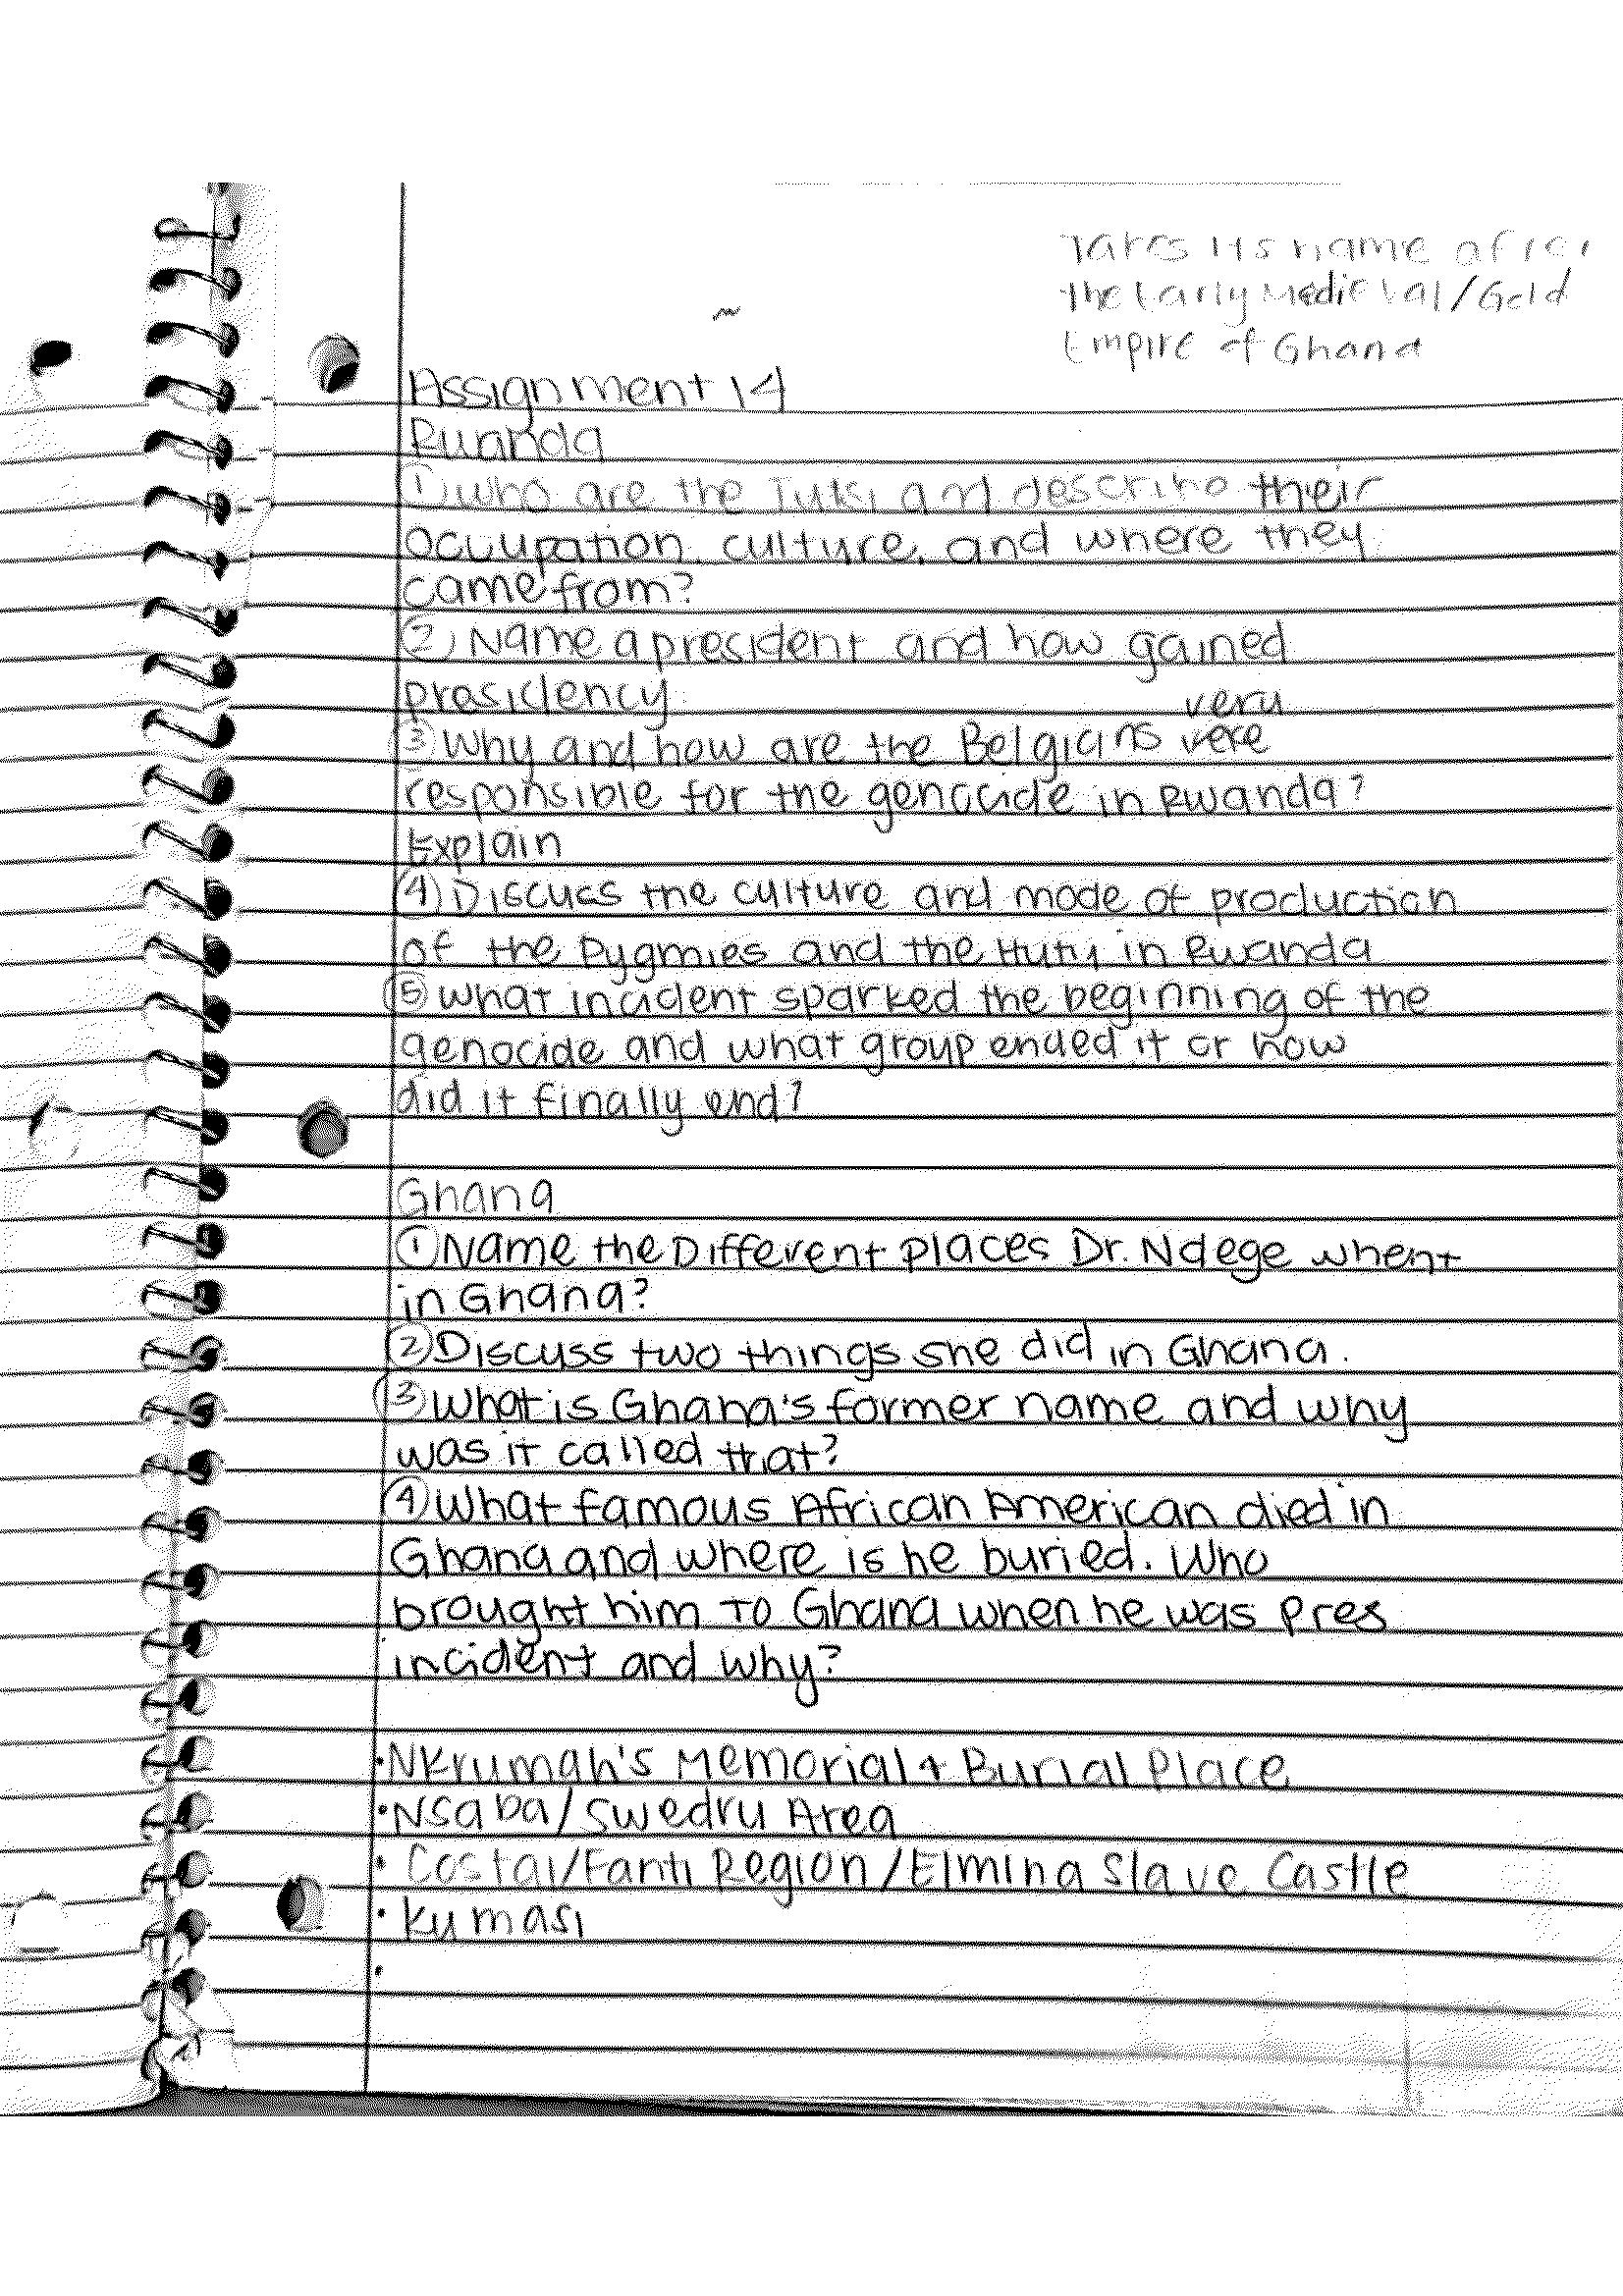 Takes its name after
the Early Medieval/Gold
Empire of Ghana
Assignment 14
Rwanda
① who are the Tutsi and describe their
occupation, culture, and where they
came from?
② Name a president and how gained
presidency
very
③ Why and how are the Belgians vere
responsible for the genocide in Rwanda?
Explain
④ Discuss the culture and mode of production
of the Pygmies and the Hutu in Rwanda
⑤ What incident sparked the beginning of the
genocide and what group ended it or how
did it finally end?
Ghana
① Name the Different places Dr. Ndege whent
in Ghana?
② Discuss two things she did in Ghana.
③ What is Ghana's former name and why
was it called that?
④ What famous African American died in
Ghana and where is he buried. Who
brought him to Ghana when he was pres
incident and why?
• Nkrumah's Memorial + Burial Place
• Nsaba/Swedru Area
• Costal/Fanti Region/Elmina Slave Castle
• Kumasi
•